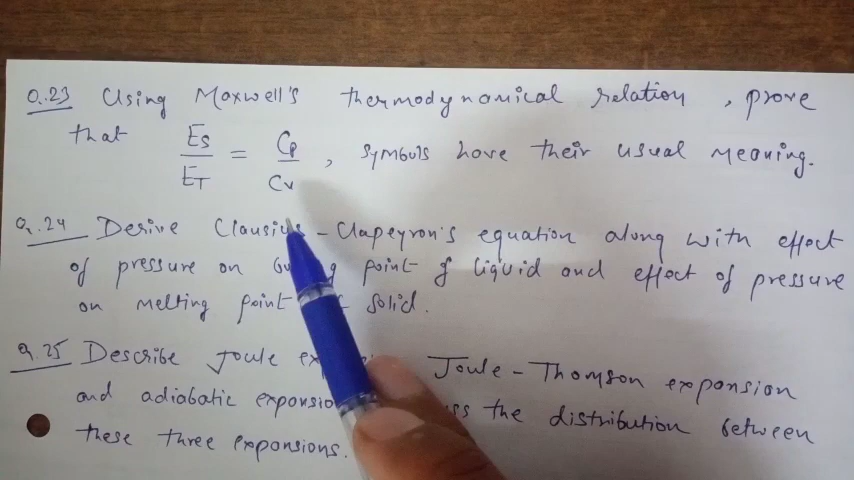 Q.23 Using Maxwell's thermodynamical relation, prove
that Es/ET = Cp/Cv, symbols have their usual meaning.
Q.24 Derive Clausius-Clapeyron's equation along with effect
of pressure on point of liquid and effect of pressure
on melting point solid.
Q.25 Describe Joule Joule-Thomson expansion
and adiabatic the distribution between
these three expansions.